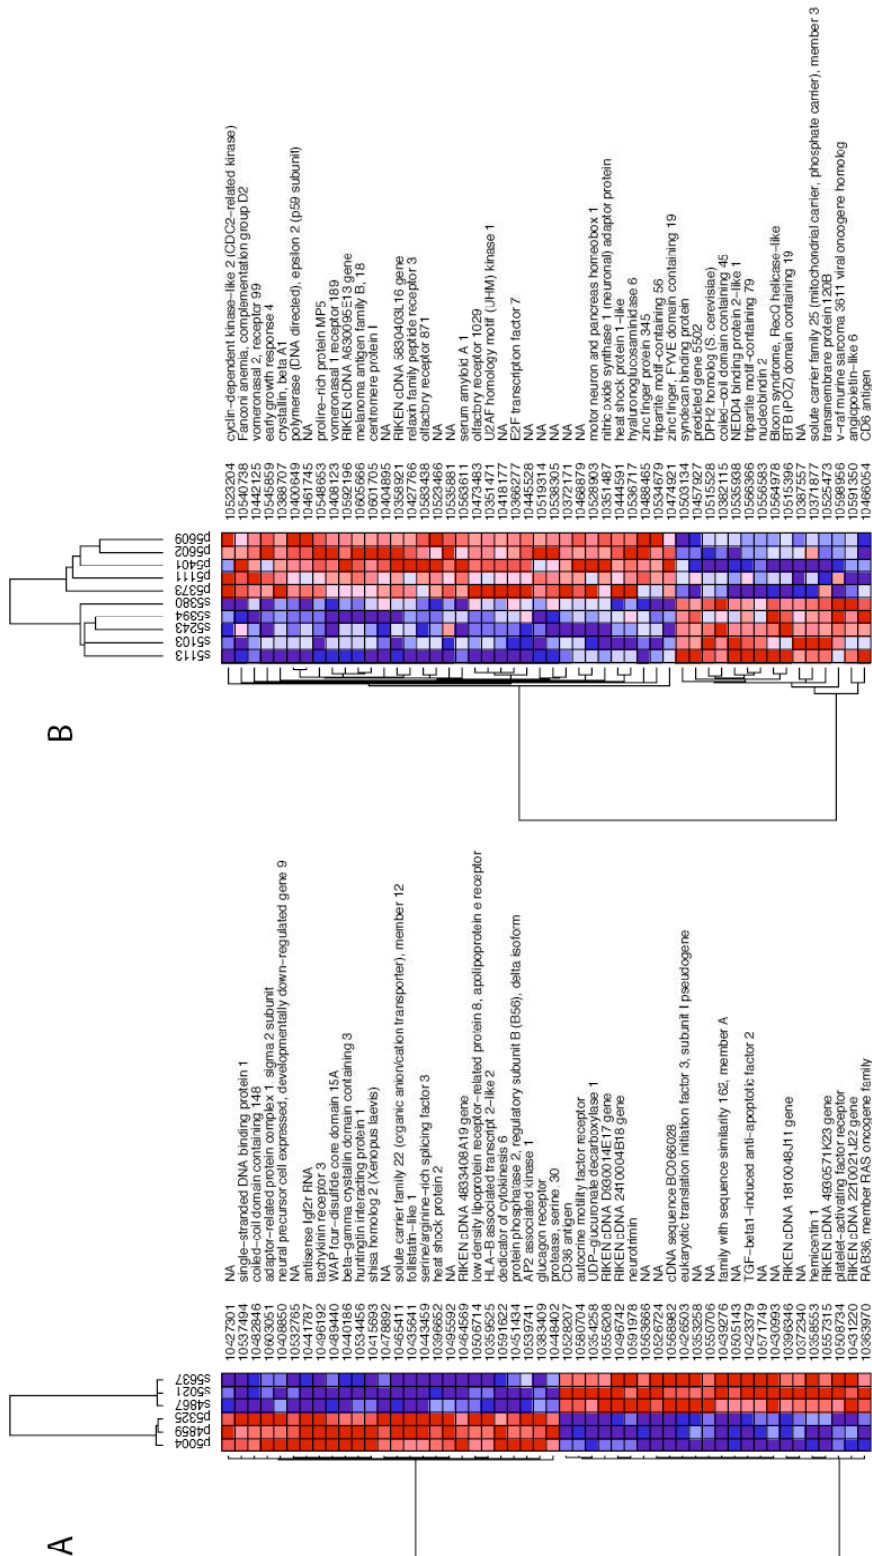 A
p5004
p4859
p5325
s4867
s5021
s5637
10427301 NA
10537494 single−stranded DNA binding protein 1
10482846 coiled−coil domain containing 148
10603051 adaptor−related protein complex 1, sigma 2 subunit
10408850 neural precursor cell expressed, developmentally down−regulated gene 9
10532765 NA
10441787 antisense Igf2r RNA
10496192 tachykinin receptor 3
10489440 WAP four−disulfide core domain 15A
10440186 beta−gamma crystallin domain containing 3
10534456 huntingtin interacting protein 1
10415693 shisa homolog 2 (Xenopus laevis)
10478892 NA
10465411 solute carrier family 22 (organic anion/cation transporter), member 12
10435641 follistatin−like 1
10443459 serine/arginine−rich splicing factor 3
10396652 heat shock protein 2
10495592 NA
10464569 RIKEN cDNA 4833408A19 gene
10506714 low density lipoprotein receptor−related protein 8, apolipoprotein e receptor
10359525 HLA−B associated transcript 2−like 2
10591622 dedicator of cytokinesis 6
10451434 protein phosphatase 2, regulatory subunit B (B56), delta isoform
10539741 AP2 associated kinase 1
10383409 glucagon receptor
10448402 protease, serine, 30
10528207 CD36 antigen
10580704 autocrine motility factor receptor
10354258 UDP−glucuronate decarboxylase 1
10556208 RIKEN cDNA D930014E17 gene
10496742 RIKEN cDNA 2410004B18 gene
10591978 neurotrimin
10563666 NA
10526724 NA
10568982 cDNA sequence BC066028
10426503 eukaryotic translation initiation factor 3, subunit I pseudogene
10353258 NA
10550706 NA
10439276 family with sequence similarity 162, member A
10505143 NA
10423379 TGF−beta1−induced anti−apoptotic factor 2
10571749 NA
10430993 NA
10396346 RIKEN cDNA 1810048J11 gene
10372340 NA
10358553 hemicentin 1
10557315 RIKEN cDNA 4930571K23 gene
10508734 platelet−activating factor receptor
10431220 RIKEN cDNA 2210021J22 gene
10363970 RAB36, member RAS oncogene family
B
s5113
s5103
s5243
s5394
s5380
p5373
p5111
p5401
p5602
p5609
10523204 cyclin−dependent kinase−like 2 (CDC2−related kinase)
10540738 Fanconi anemia, complementation group D2
10442125 vomeronasal 2, receptor 99
10545859 early growth response 4
10388707 crystallin, beta A1
10400649 polymerase (DNA directed), epsilon 2 (p59 subunit)
10461745 NA
10548653 proline−rich protein MP5
10408123 vomeronasal 1 receptor 189
10592196 RIKEN cDNA A630095E13 gene
10605666 melanoma antigen family B, 18
10601705 centromere protein I
10404895 NA
10358921 RIKEN cDNA 5830403L16 gene
10427766 relaxin family peptide receptor 3
10583438 olfactory receptor 871
10523466 NA
10535881 NA
10563611 serum amyloid A 1
10473483 olfactory receptor 1029
10351477 U2AF homology motif (UHM) kinase 1
10418177 NA
10366277 E2F transcription factor 7
10445528 NA
10519314 NA
10538305 NA
10372171 NA
10468879 NA
10528903 motor neuron and pancreas homeobox 1
10351487 nitric oxide synthase 1 (neuronal) adaptor protein
10444591 heat shock protein 1−like
10536717 hyaluronoglucosaminidase 6
10488465 zinc finger protein 345
10534479 tripartite motif−containing 56
10474921 zinc finger, FYVE domain containing 19
10503134 syndecan binding protein
10457927 predicted gene 5502
10515528 DPH2 homolog (S. cerevisiae)
10382115 coiled−coil domain containing 45
10535938 NEDD4 binding protein 2−like 1
10566366 tripartite motif−containing 79
10556583 nucleobindin 2
10564978 Bloom syndrome, RecQ helicase−like
10515396 BTB (POZ) domain containing 19
10387557 NA
10371877 solute carrier family 25 (mitochondrial carrier, phosphate carrier), member 3
10525473 transmembrane protein 120B
10598956 v−raf murine sarcoma 3611 viral oncogene homolog
10591350 angiopoietin−like 6
10466054 CD6 antigen